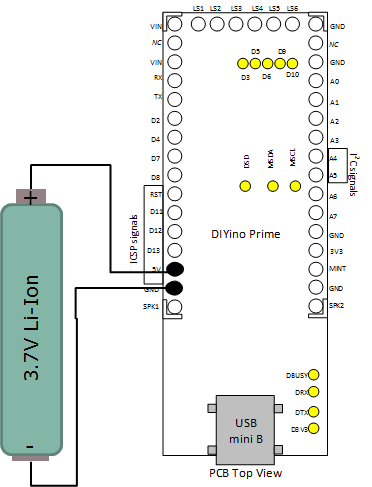 LS1 LS2 LS3 LS4 LS5 LS6
VIN
NC
VIN
RX
TX
D2
D4
D7
D8
RST
D11
D12
D13
5V
GND
SPK1
ICSP signals
D5 D9
D3 D6 D10
DSD MSDA MSCL
DIYino Prime
GND
NC
GND
A0
A1
A2
A3
A4
A5
A6
A7
GND
3V3
MINT
GND
SPK2
I²C signals
+
3.7V Li-Ion
-
DBUSY
DRX
DTX
D3V3
USB
mini B
PCB Top View